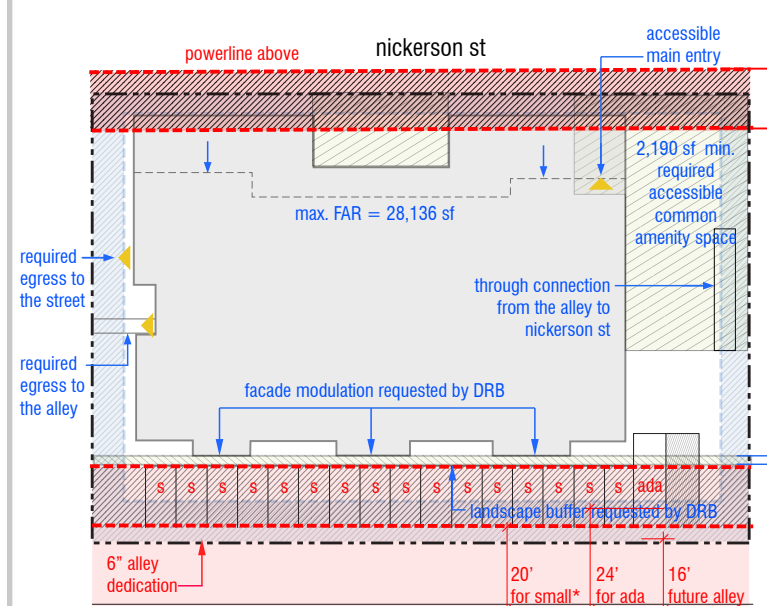 nickerson st
powerline above
accessible
main entry
2,190 sf min.
required
accessible
common
amenity space
max. FAR = 28,136 sf
required
egress to
the street
through connection
from the alley to
nickerson st
required
egress to
the alley
facade modulation requested by DRB
s s s s s s s s s s s s s s s s ada
landscape buffer requested by DRB
6” alley
dedication
20’
for small*
24’
for ada
16’
future alley